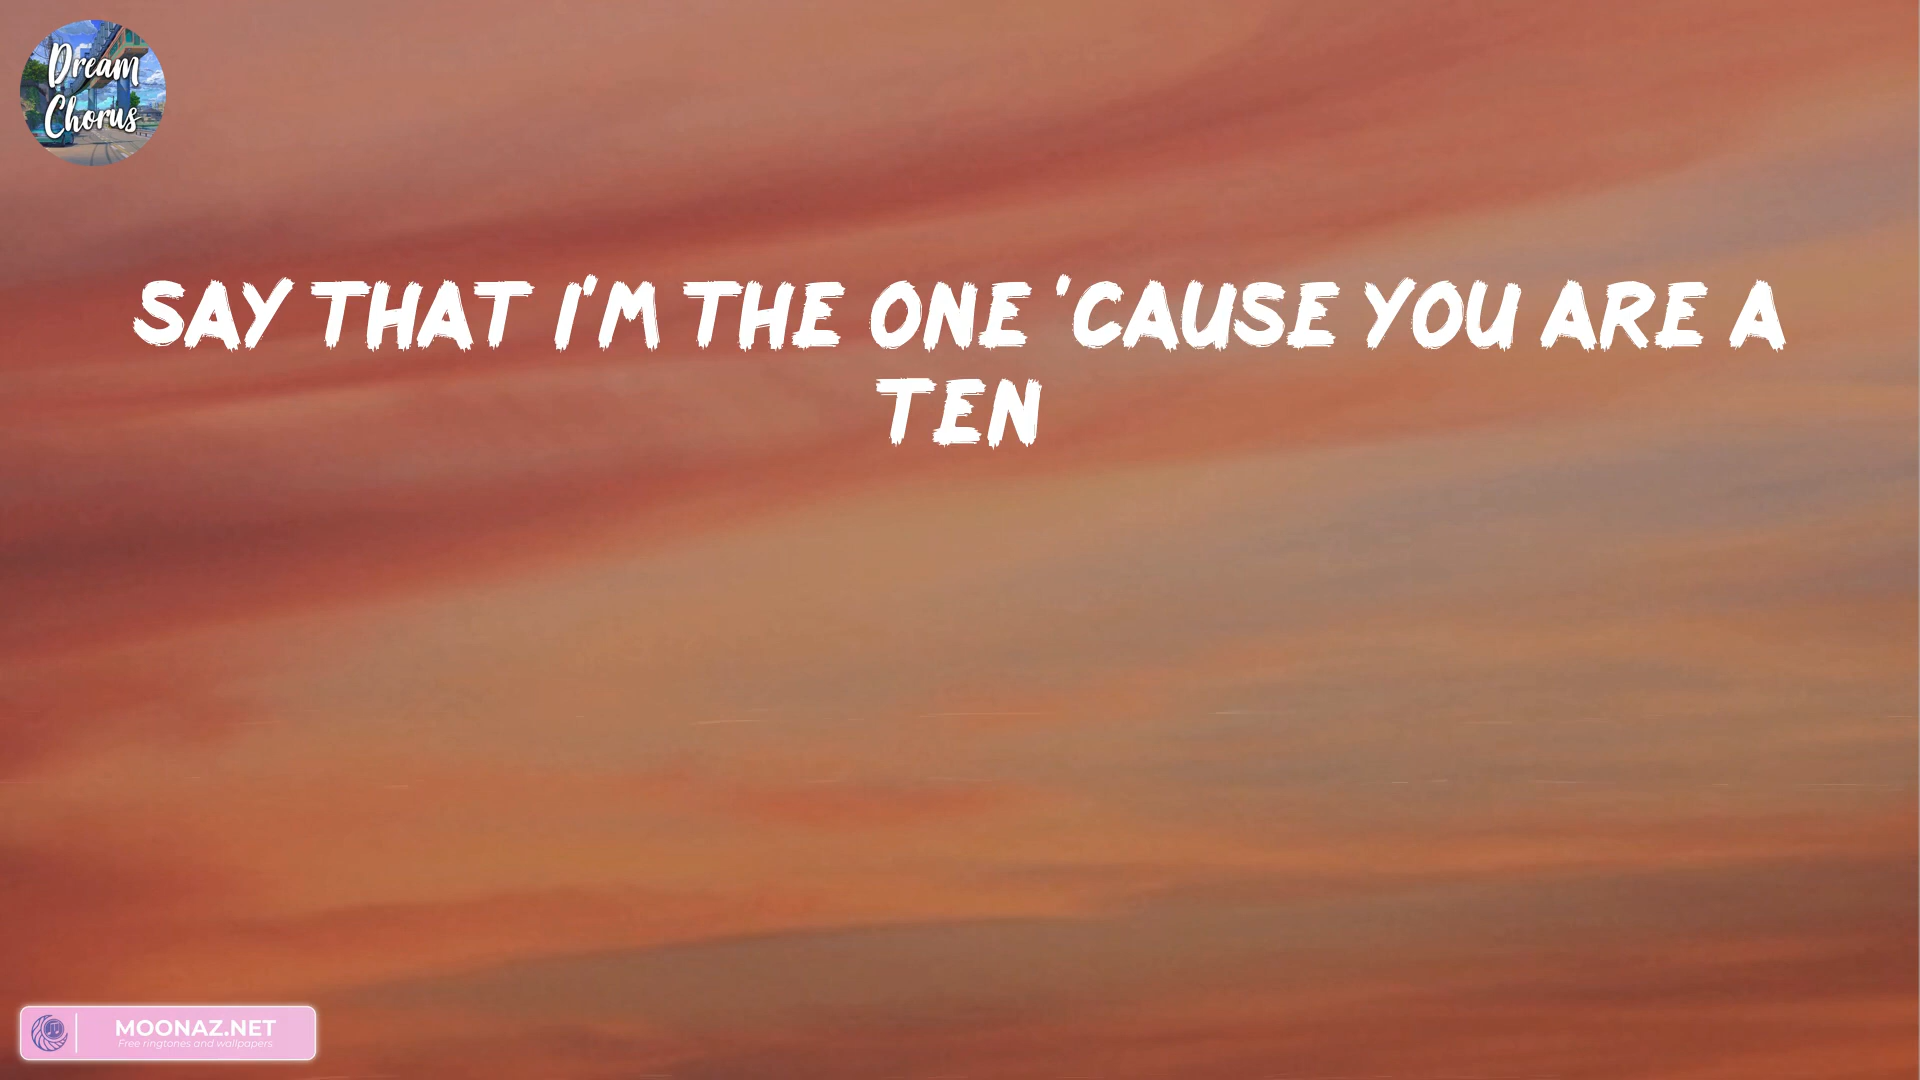 Dream
Chorus
SAY THAT I'M THE ONE 'CAUSE YOU ARE A
TEN
MOONAZ.NET
Free ringtones and wallpapers